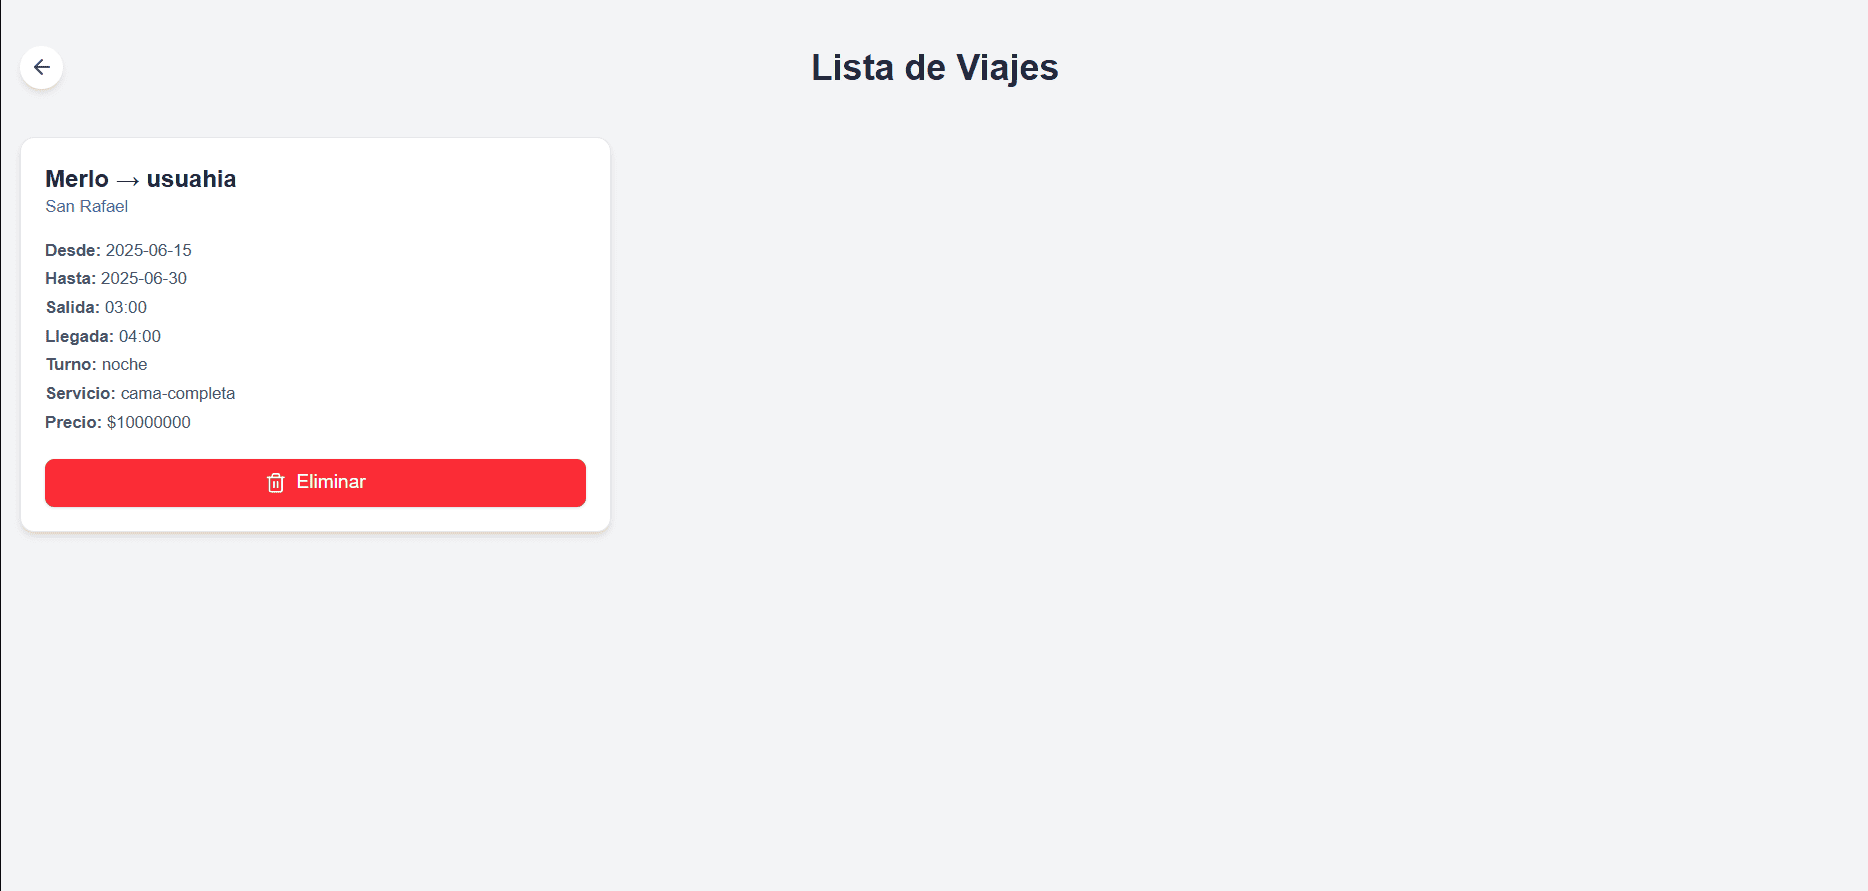 Lista de Viajes
Merlo → usuahia
San Rafael
Desde: 2025-06-15
Hasta: 2025-06-30
Salida: 03:00
Llegada: 04:00
Turno: noche
Servicio: cama-completa
Precio: $10000000
Eliminar